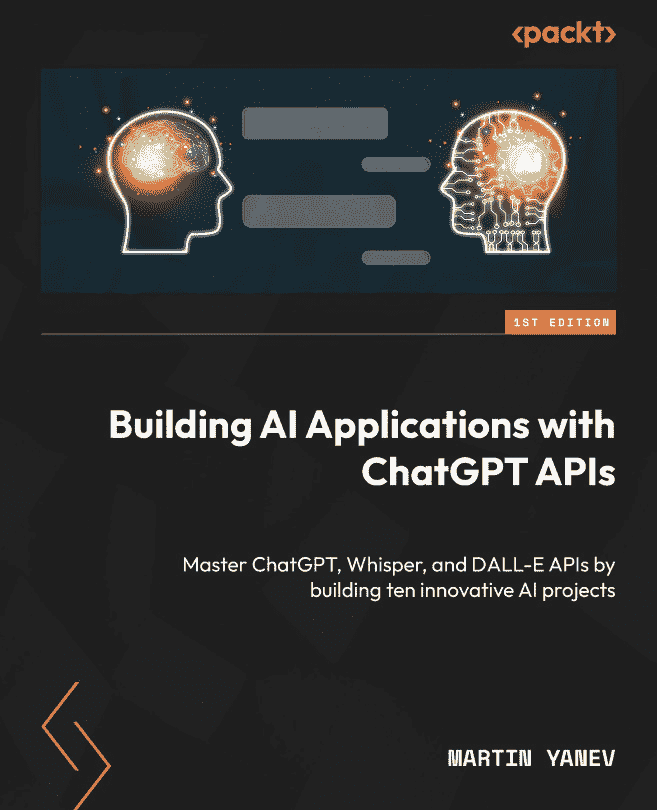 <packt>
1ST EDITION
Building AI Applications with
ChatGPT APIs
Master ChatGPT, Whisper, and DALL-E APIs by
building ten innovative AI projects
MARTIN YANEV